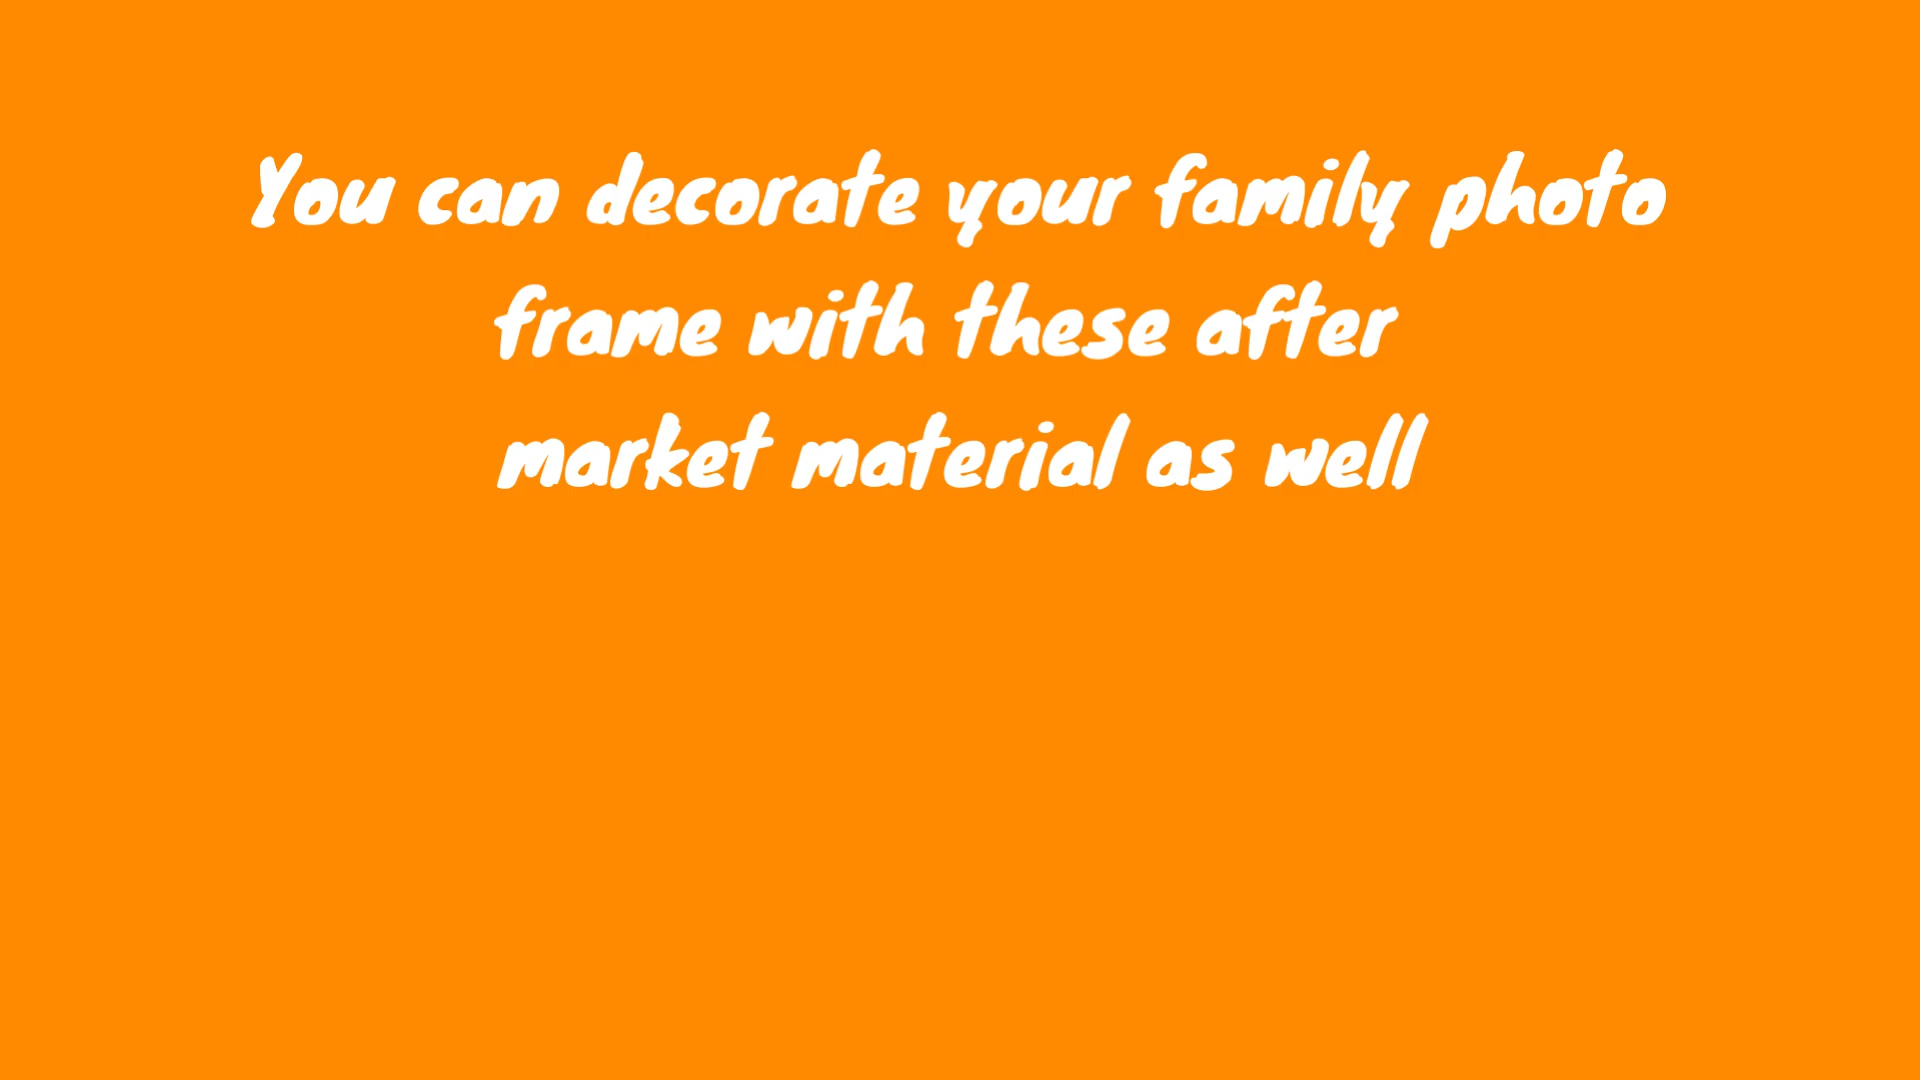 You can decorate your family photo
frame with these after
market material as well